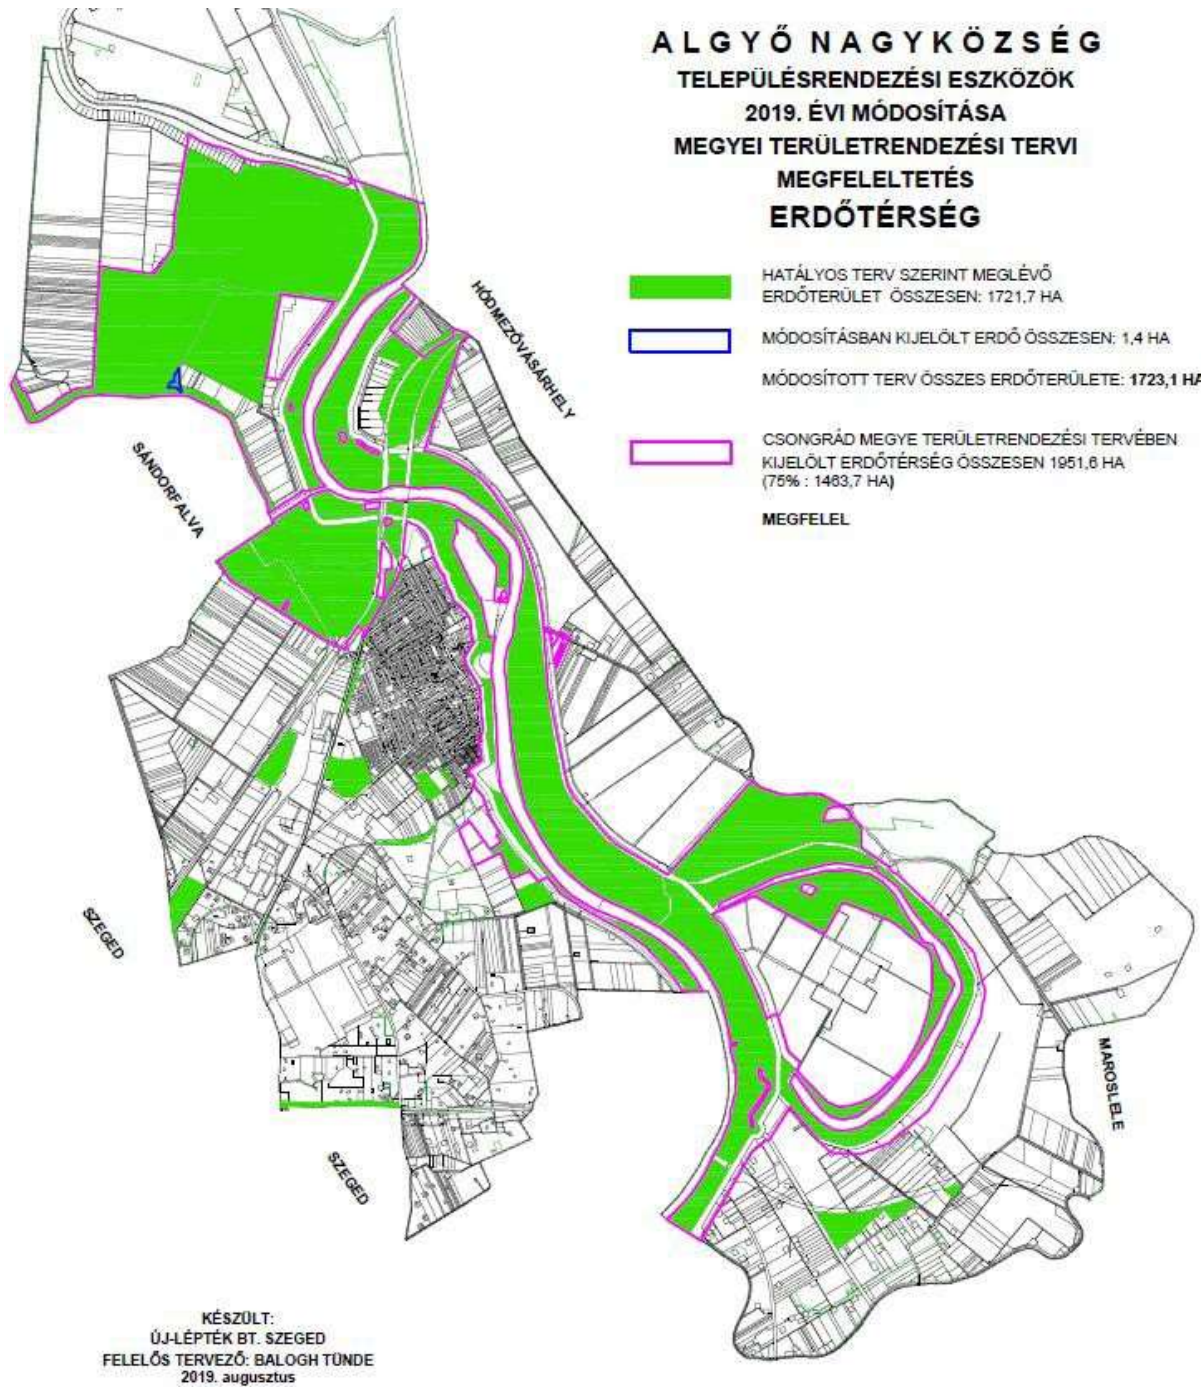 ALGYŐ NAGYKÖZSÉG
TELEPÜLÉSRENDEZÉSI ESZKÖZÖK
2019. ÉVI MÓDOSÍTÁSA
MEGYEI TERÜLETRENDEZÉSI TERVI
MEGFELELTETÉS
ERDŐTÉRSÉG
HATÁLYOS TERV SZERINT MEGLÉVŐ
ERDŐTERÜLET ÖSSZESEN: 1721,7 HA
MÓDOSÍTÁSBAN KIJELÖLT ERDŐ ÖSSZESEN: 1,4 HA
MÓDOSÍTOTT TERV ÖSSZES ERDŐTERÜLETE: 1723,1 HA
CSONGRÁD MEGYE TERÜLETRENDEZÉSI TERVÉBEN
KIJELÖLT ERDŐTÉRSÉG ÖSSZESEN 1951,6 HA
(75% : 1463,7 HA)
MEGFELEL
HÓDMEZŐVÁSÁRHELY
SÁNDORFALVA
SZEGED
SZEGED
MAROSLELE
KÉSZÜLT:
ÚJ-LÉPTÉK BT. SZEGED
FELELŐS TERVEZŐ: BALOGH TÜNDE
2019. augusztus